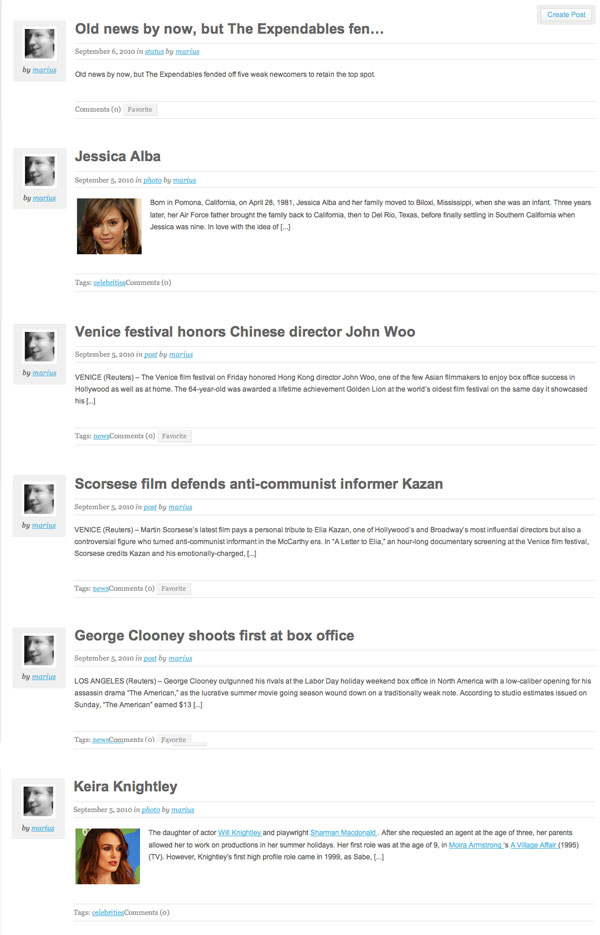 Create Post
Old news by now, but The Expendables fen…
September 6, 2010 in status by marius
by marius
Old news by now, but The Expendables fended off five weak newcomers to retain the top spot.
Comments (0) Favorite
Jessica Alba
September 5, 2010 in photo by marius
by marius
Born in Pomona, California, on April 28, 1981, Jessica Alba and her family moved to Biloxi, Mississippi, when she was an infant. Three years
later, her Air Force father brought the family back to California, then to Del Rio, Texas, before finally settling in Southern California when
Jessica was nine. In love with the idea of [...]
Tags: celebritiesComments (0)
Venice festival honors Chinese director John Woo
September 5, 2010 in post by marius
by marius
VENICE (Reuters) – The Venice film festival on Friday honored Hong Kong director John Woo, one of the few Asian filmmakers to enjoy box office success in
Hollywood as well as at home. The 64-year-old was awarded a lifetime achievement Golden Lion at the world's oldest film festival on the same day it showcased
his [...]
Tags: newsComments (0) Favorite
Scorsese film defends anti-communist informer Kazan
September 5, 2010 in post by marius
by marius
VENICE (Reuters) – Martin Scorsese's latest film pays a personal tribute to Elia Kazan, one of Hollywood's and Broadway's most influential directors but also a
controversial figure who turned anti-communist informant in the McCarthy era. In "A Letter to Elia," an hour-long documentary screening at the Venice film festival,
Scorsese credits Kazan and his emotionally-charged, [...]
Tags: newsComments (0) Favorite
George Clooney shoots first at box office
September 5, 2010 in post by marius
by marius
LOS ANGELES (Reuters) – George Clooney outgunned his rivals at the Labor Day holiday weekend box office in North America with a low-caliber opening for his
assassin drama "The American," as the lucrative summer movie going season wound down on a traditionally weak note. According to studio estimates issued on
Sunday, "The American" earned $13 [...]
Tags: newsComments (0) Favorite
Keira Knightley
September 5, 2010 in photo by marius
by marius
The daughter of actor Will Knightley and playwright Sharman Macdonald . After she requested an agent at the age of three, her parents
allowed her to work on productions in her summer holidays. Her first role was at the age of 9, in Moira Armstrong 's A Village Affair (1995)
(TV). However, Knightley's first high profile role came in 1999, as Sabe, [...]
Tags: celebritiesComments (0)